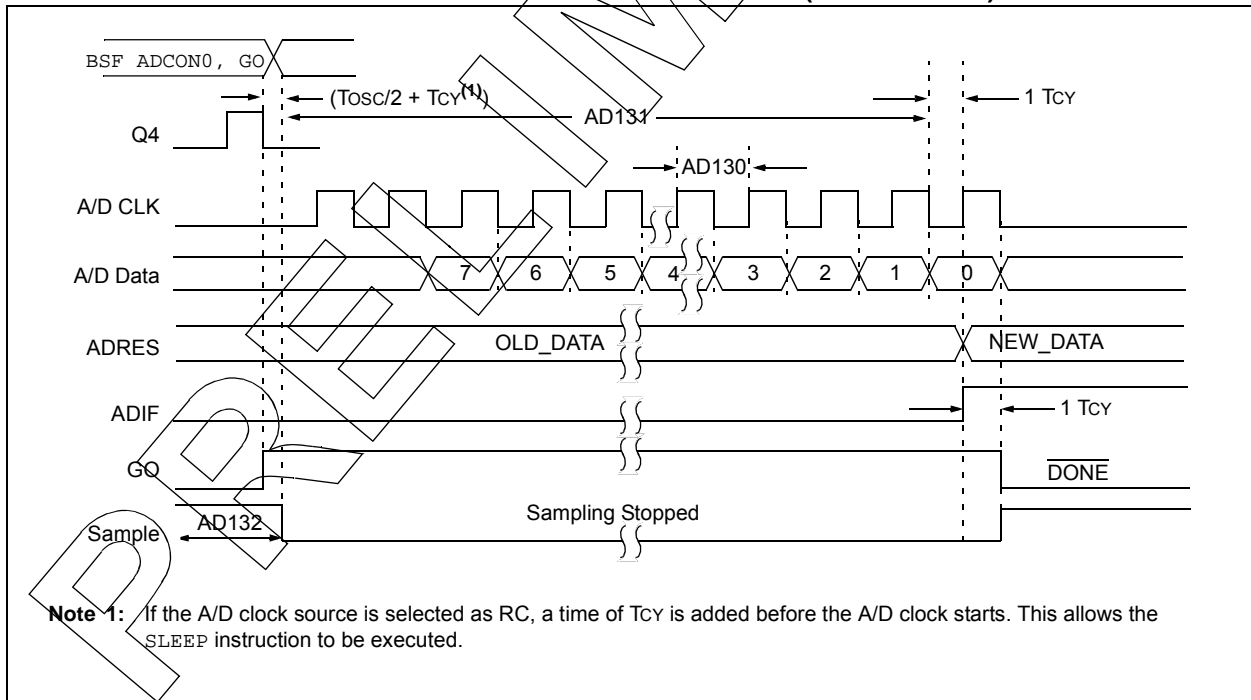 BSF ADCON0, GO
(TOSC/2 + TCY(1))
1 TCY
AD131
Q4
AD130
A/D CLK
A/D Data
7 6 5 4 3 2 1 0
ADRES
OLD_DATA
NEW_DATA
ADIF
1 TCY
GO
DONE
Sample
AD132
Sampling Stopped
Note 1: If the A/D clock source is selected as RC, a time of TCY is added before the A/D clock starts. This allows the
SLEEP instruction to be executed.